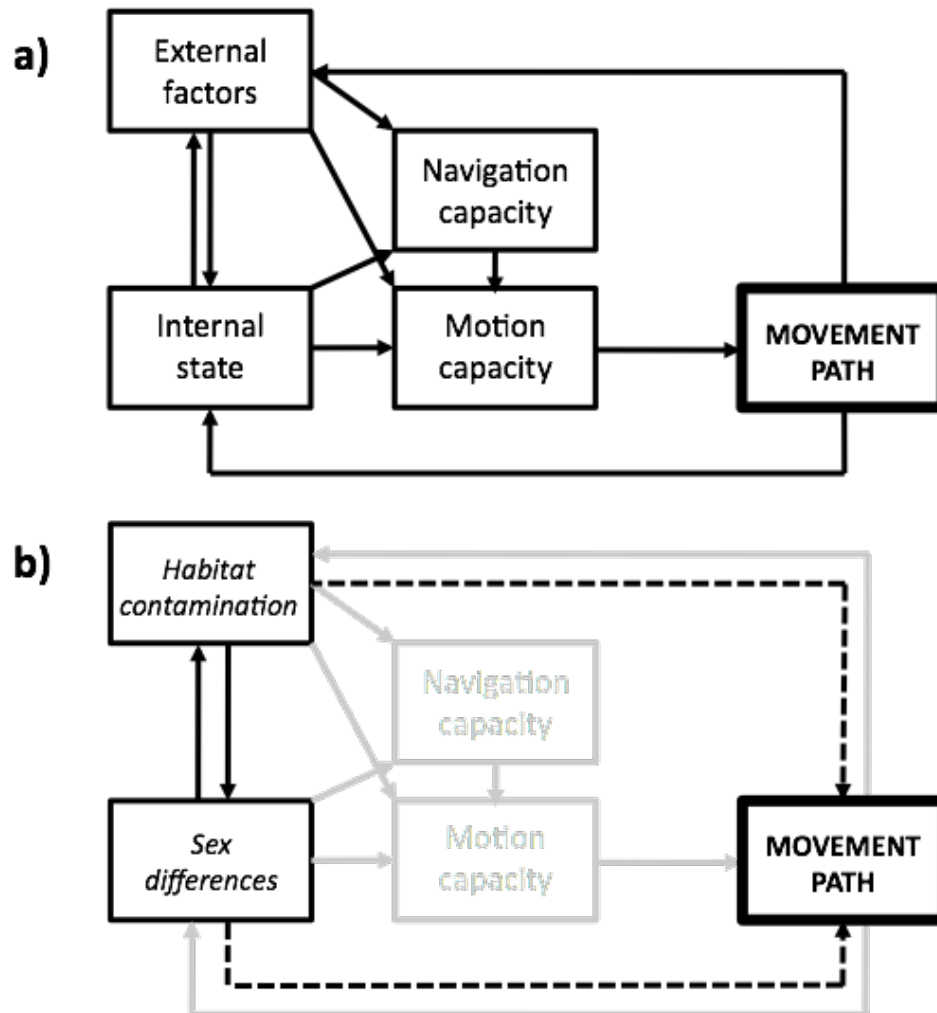 a)
External
factors
Navigation
capacity
Internal
state
Motion
capacity
MOVEMENT
PATH
b)
Habitat
contamination
Navigation
capacity
Sex
differences
Motion
capacity
MOVEMENT
PATH